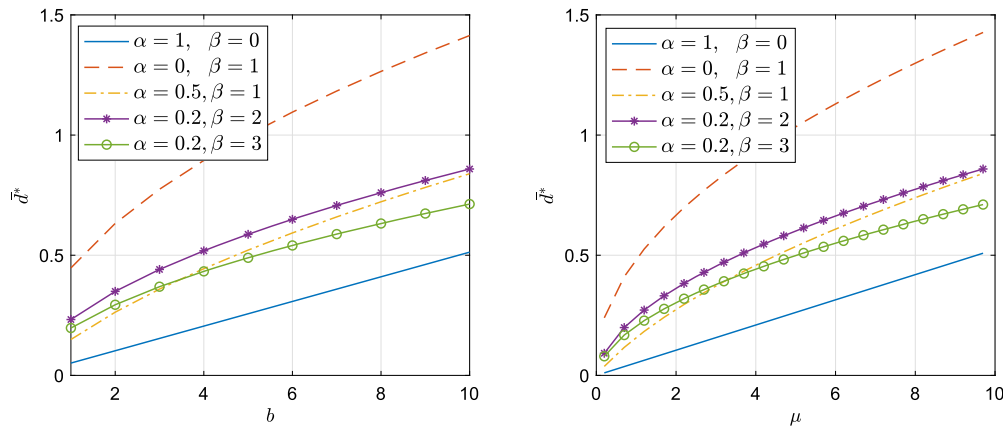 1.5
1
0.5
0
2
4
6
8
10
b
d̄*
α = 1, β = 0
α = 0, β = 1
α = 0.5, β = 1
α = 0.2, β = 2
α = 0.2, β = 3
1.5
1
0.5
0
0
2
4
6
8
10
μ
d̄*
α = 1, β = 0
α = 0, β = 1
α = 0.5, β = 1
α = 0.2, β = 2
α = 0.2, β = 3